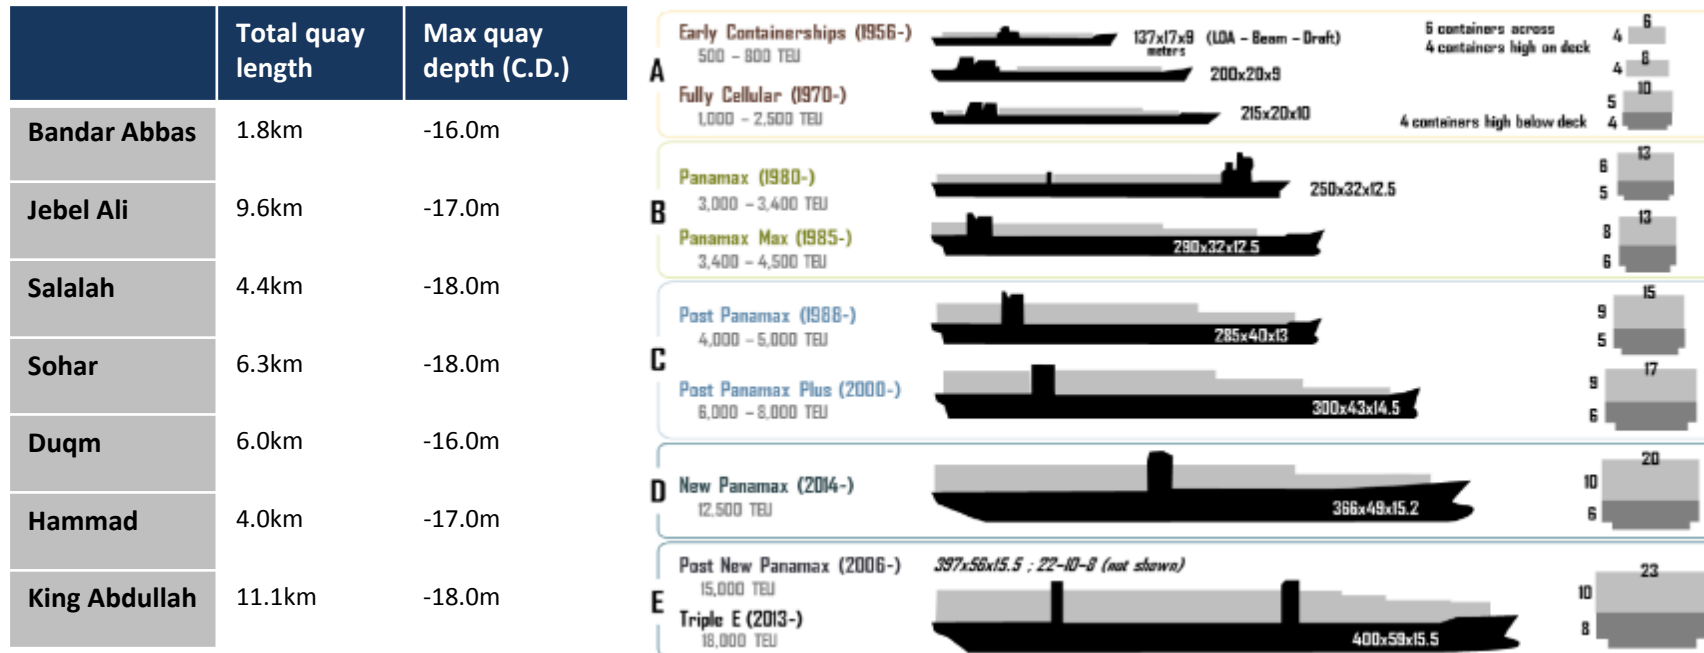 Total quay length
Max quay depth (C.D.)
Bandar Abbas 1.8km -16.0m
Jebel Ali 9.6km -17.0m
Salalah 4.4km -18.0m
Sohar 6.3km -18.0m
Duqm 6.0km -16.0m
Hammad 4.0km -17.0m
King Abdullah 11.1km -18.0m
A
Early Containerships (1956-)
500 – 800 TEU
137x17x9 (LOA – Beam – Draft)
meters
200x20x9
6 containers across
4 containers high on deck
6
4
8
4
Fully Cellular (1970-)
1,000 – 2,500 TEU
215x20x10
4 containers high below deck
10
5
4
B
Panamax (1980-)
3,000 – 3,400 TEU
250x32x12.5
13
6
5
Panamax Max (1985-)
3,400 – 4,500 TEU
290x32x12.5
13
8
6
C
Post Panamax (1988-)
4,000 – 5,000 TEU
285x40x13
15
9
5
Post Panamax Plus (2000-)
6,000 – 8,000 TEU
300x43x14.5
17
9
6
D
New Panamax (2014-)
12.500 TEU
366x49x15.2
20
10
6
E
Post New Panamax (2006-)
15,000 TEU
397x56x15.5 ; 22-10-8 (not shown)
Triple E (2013-)
18,000 TEU
400x59x15.5
23
10
8